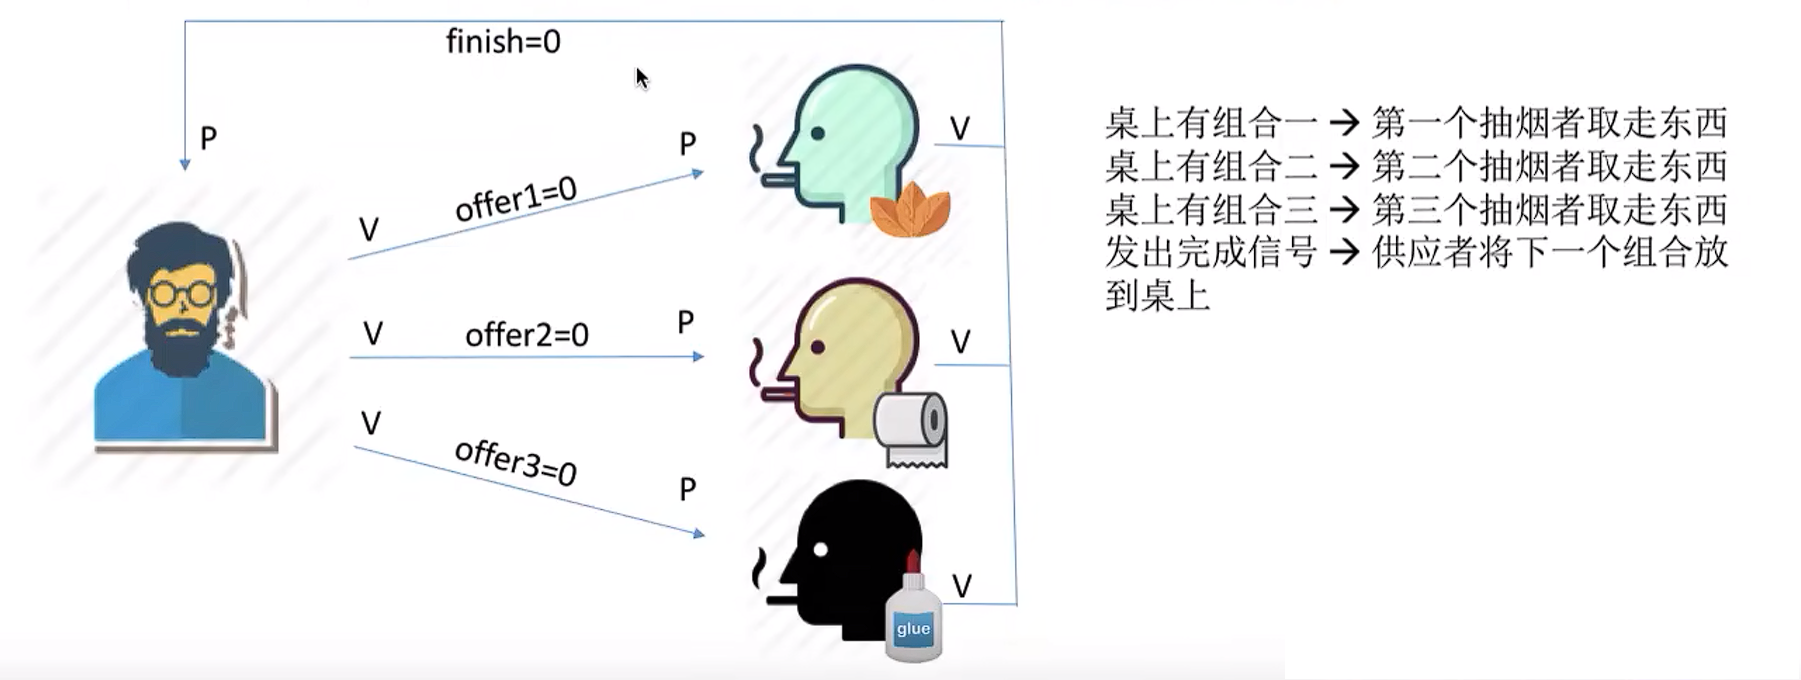 finish=0
P
V
offer1=0
P
V
V
offer2=0
P
V
V
offer3=0
P
V
glue
桌上有组合一 → 第一个抽烟者取走东西
桌上有组合二 → 第二个抽烟者取走东西
桌上有组合三 → 第三个抽烟者取走东西
发出完成信号 → 供应者将下一个组合放
到桌上